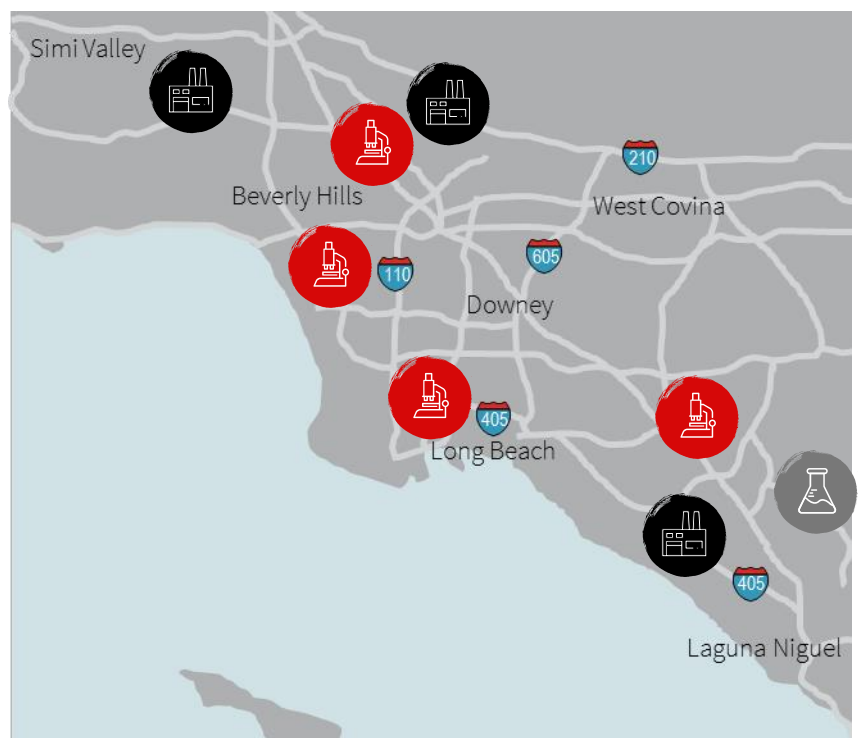 Simi Valley
210
Beverly Hills
West Covina
605
110
Downey
405
Long Beach
405
Laguna Niguel